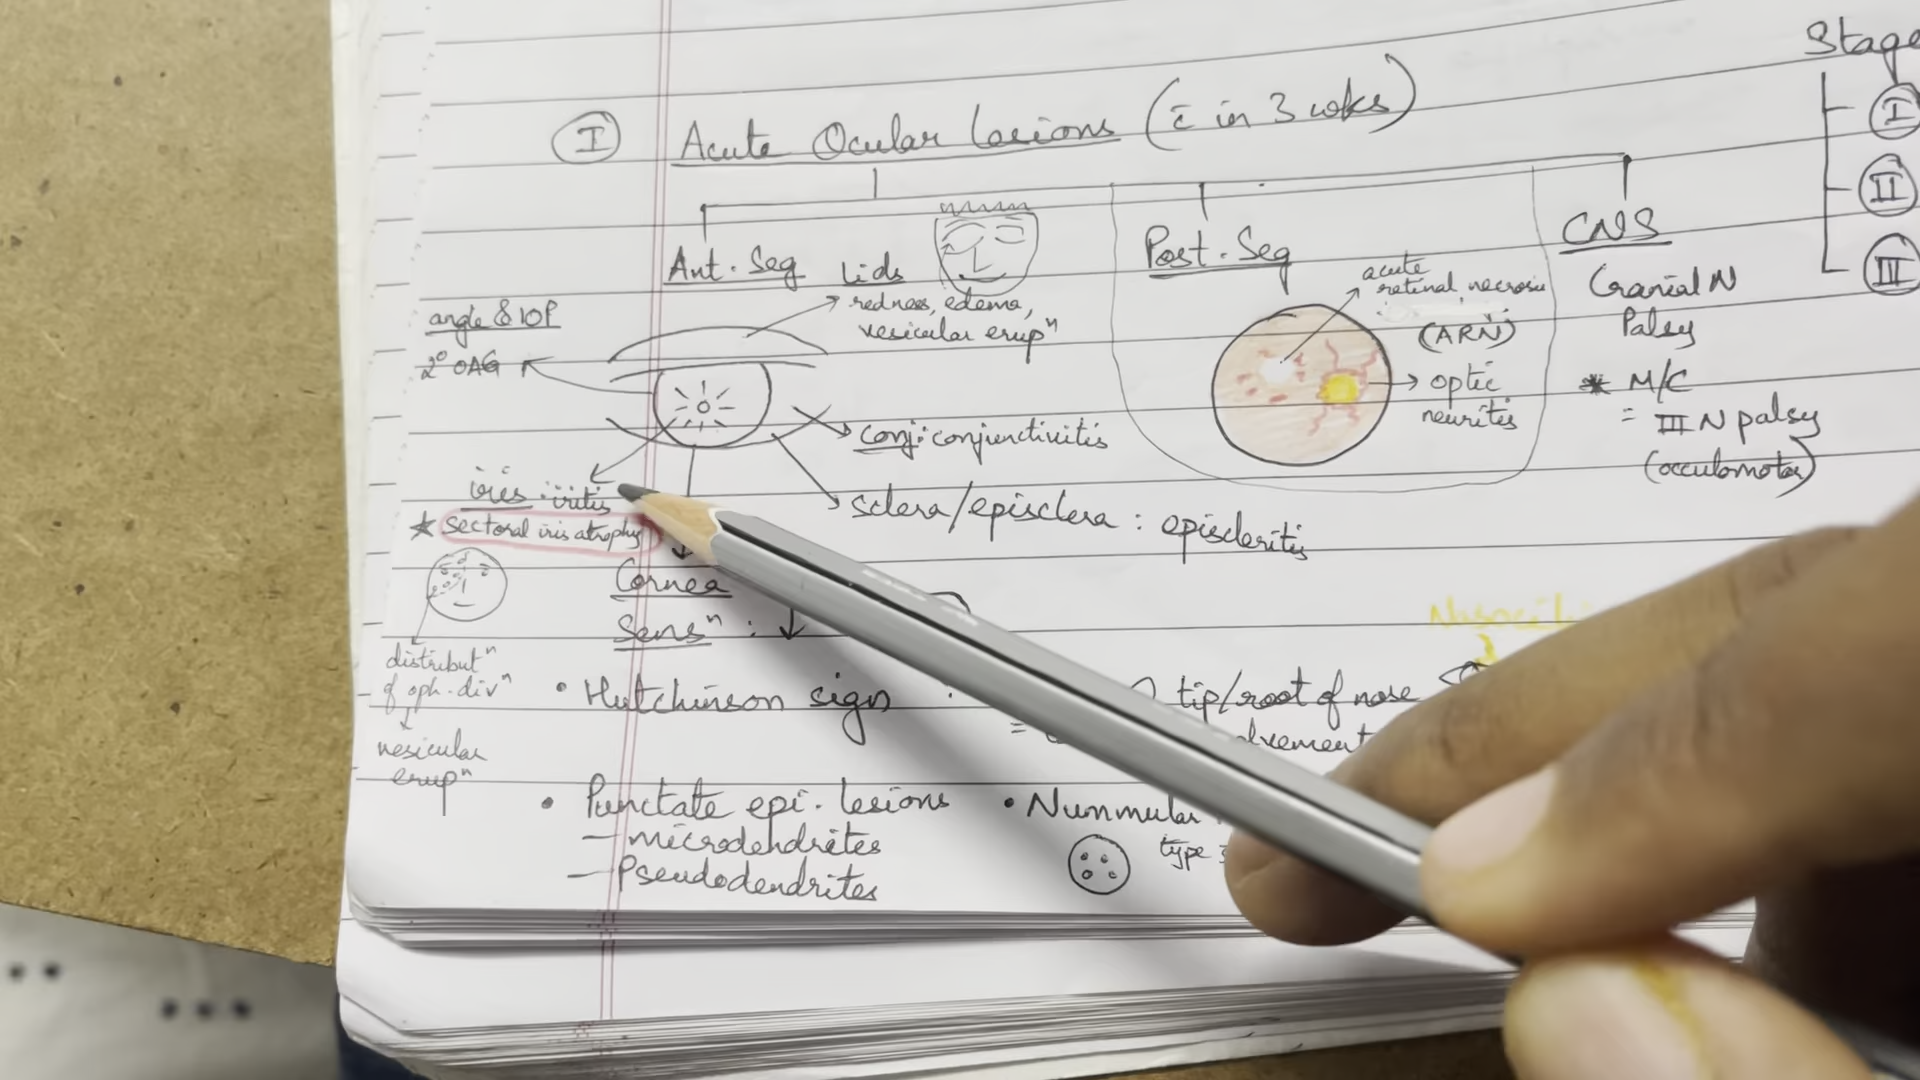 Stage
I
II
III
I Acute Ocular Lesions (c̄ in 3 wks)
Ant. Seg
Lids
redness, edema,
vesicular erupⁿ
angle & IOP
2° OAG
conj: conjunctivitis
sclera/episclera : episcleritis
iris : iritis
★ sectoral iris atrophy
distributⁿ
of oph. divⁿ
vesicular
erupⁿ
Cornea
Sensⁿ : ↓
• Hutchinson sign :
tip/root of nose
=
• Punctate epi. lesions
— microdendrites
— Pseudodendrites
• Nummular
type 3
Post. Seg
acute
retinal necrosis
(ARN)
optic
neuritis
CNS
Cranial N
Palsy
* M/C
= III N palsy
(occulomotor)